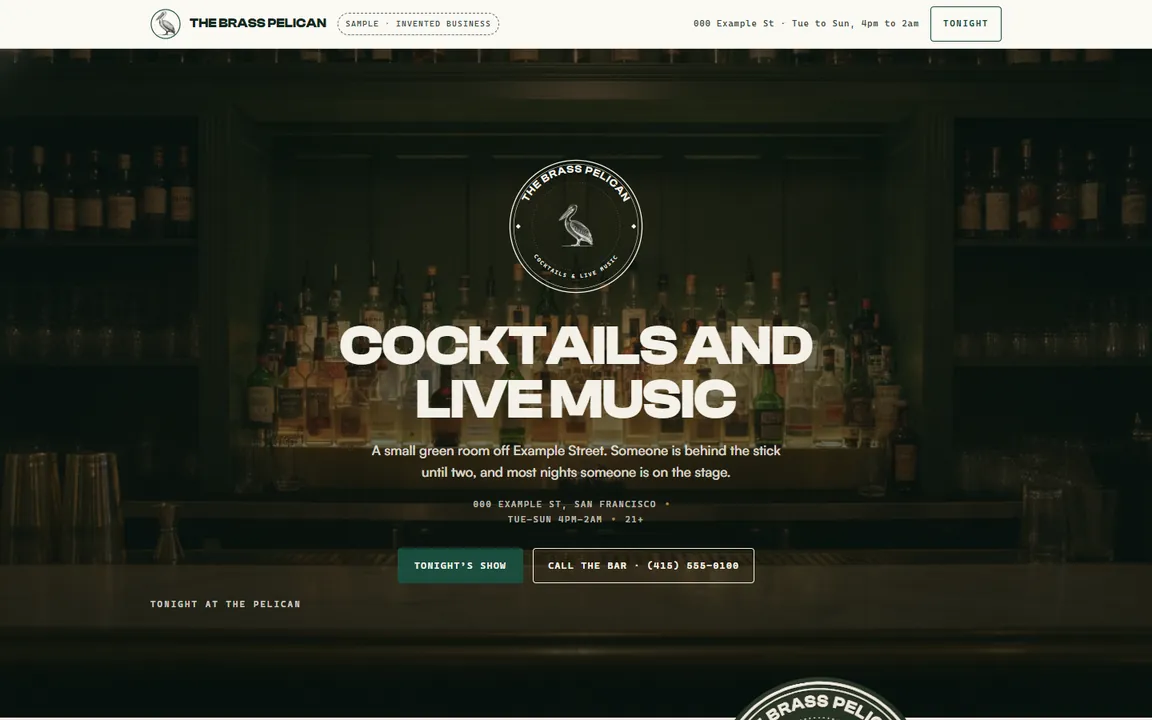 THE BRASS PELICAN
SAMPLE · INVENTED BUSINESS
000 Example St · Tue to Sun, 4pm to 2am
TONIGHT
THE BRASS PELICAN
COCKTAILS & LIVE MUSIC
COCKTAILS AND
LIVE MUSIC
A small green room off Example Street. Someone is behind the stick
until two, and most nights someone is on the stage.
000 EXAMPLE ST, SAN FRANCISCO •
TUE–SUN 4PM–2AM • 21+
TONIGHT'S SHOW
CALL THE BAR · (415) 555-0100
TONIGHT AT THE PELICAN
BRASS